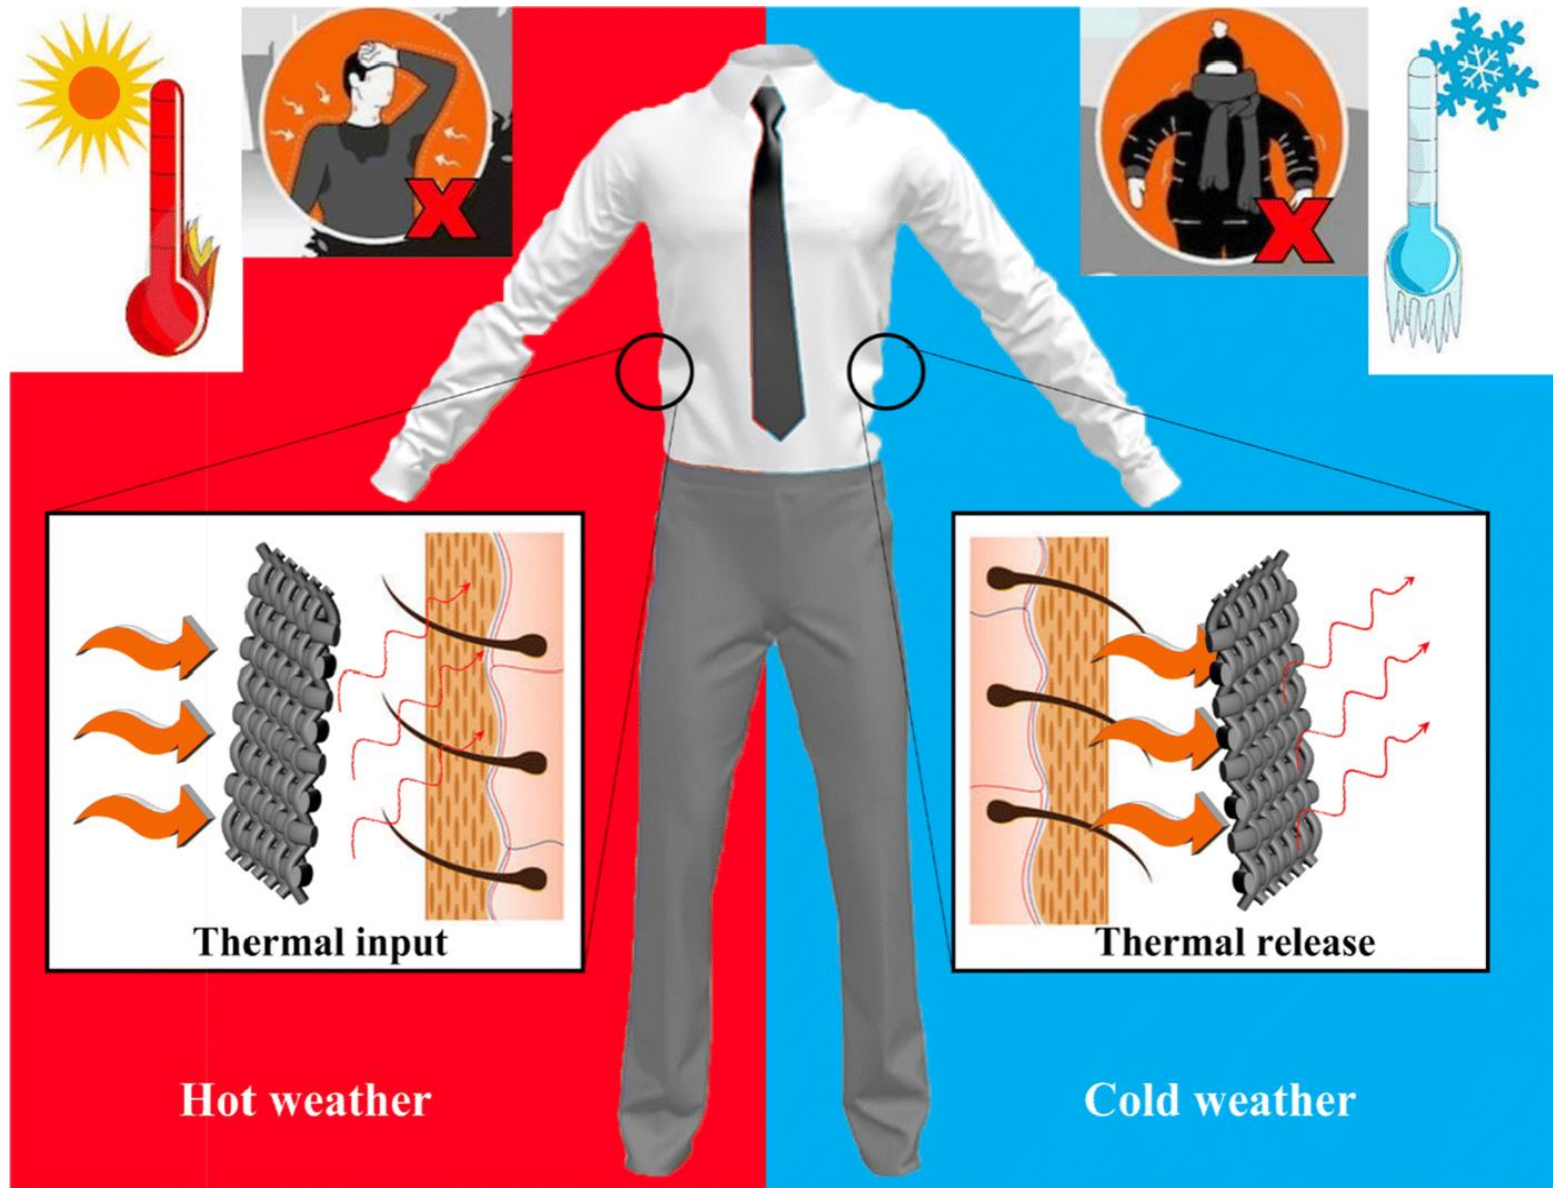 X
X
Thermal input
Thermal release
Hot weather
Cold weather